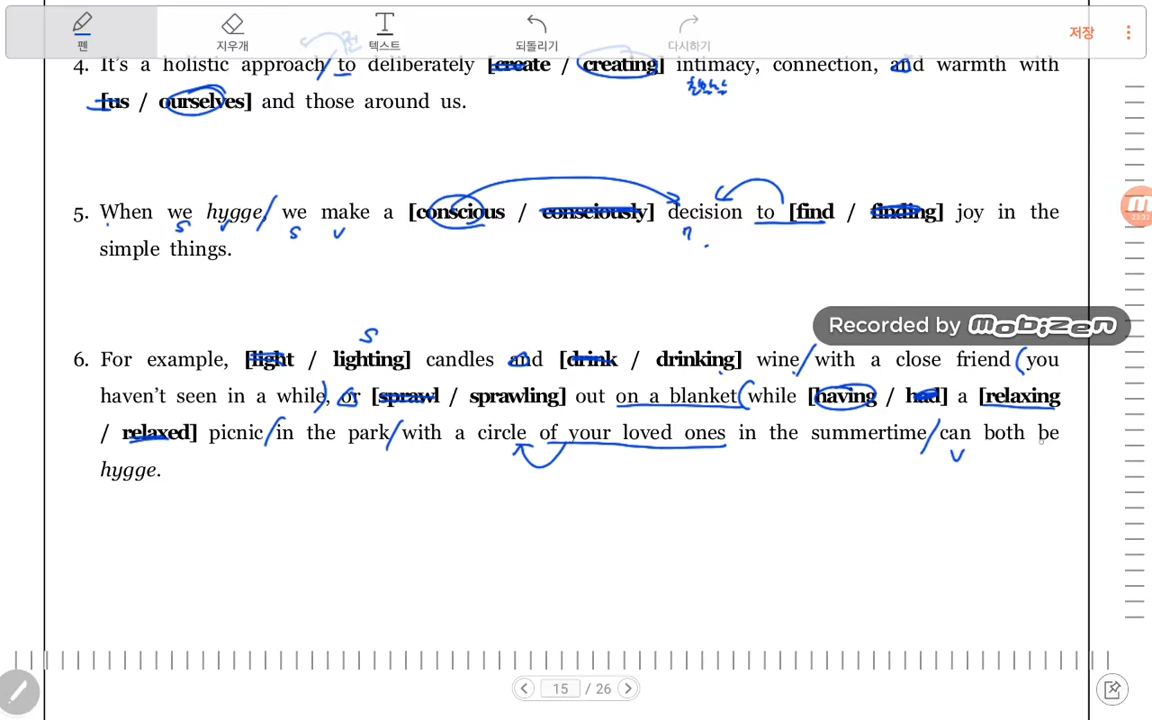 펜
지우개
텍스트
되돌리기
다시하기
저장
4. It's a holistic approach to deliberately [create / creating] intimacy, connection, and warmth with
[us / ourselves] and those around us.
5. When we hygge, we make a [conscious / consciously] decision to [find / finding] joy in the
s v s v n
simple things.
Recorded by mobizen
s
6. For example, [light / lighting] candles and [drink / drinking] wine with a close friend (you
haven't seen in a while), or [sprawl / sprawling] out on a blanket (while [having / had] a [relaxing
/ relaxed] picnic in the park with a circle of your loved ones in the summertime can both be
v
hygge.
15 / 26